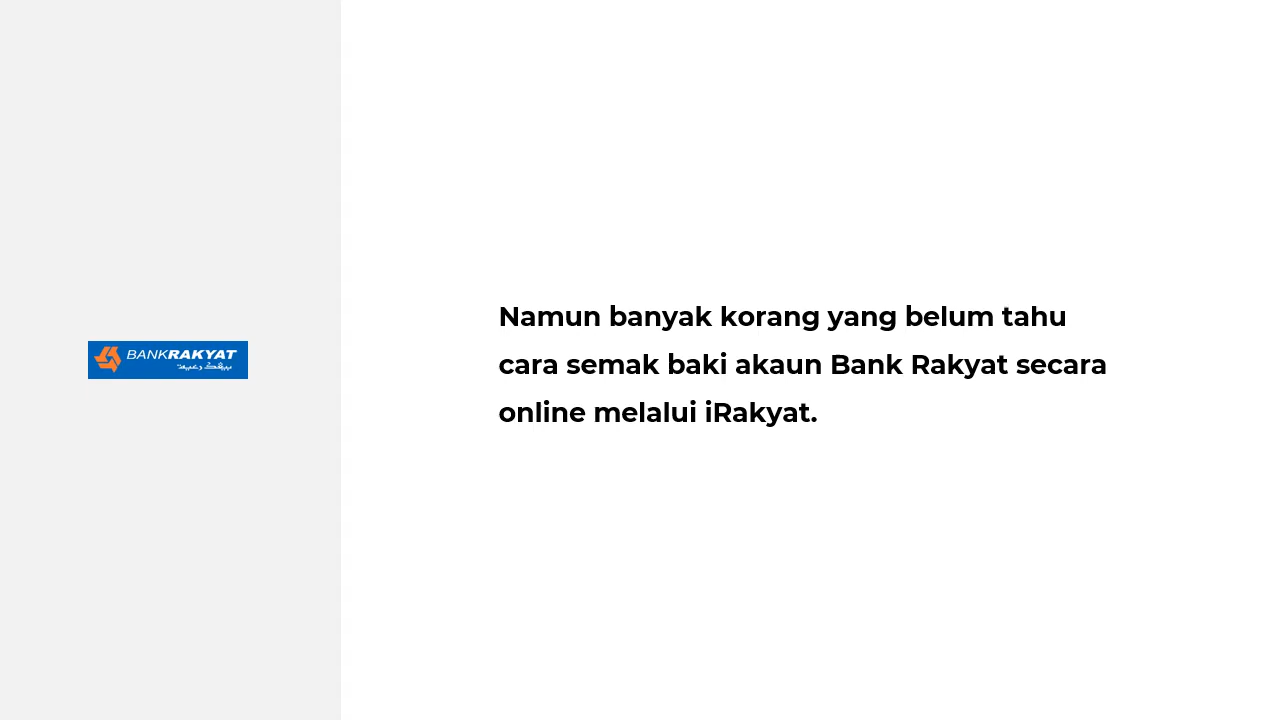 BANKRAKYAT
Namun banyak korang yang belum tahu
cara semak baki akaun Bank Rakyat secara
online melalui iRakyat.